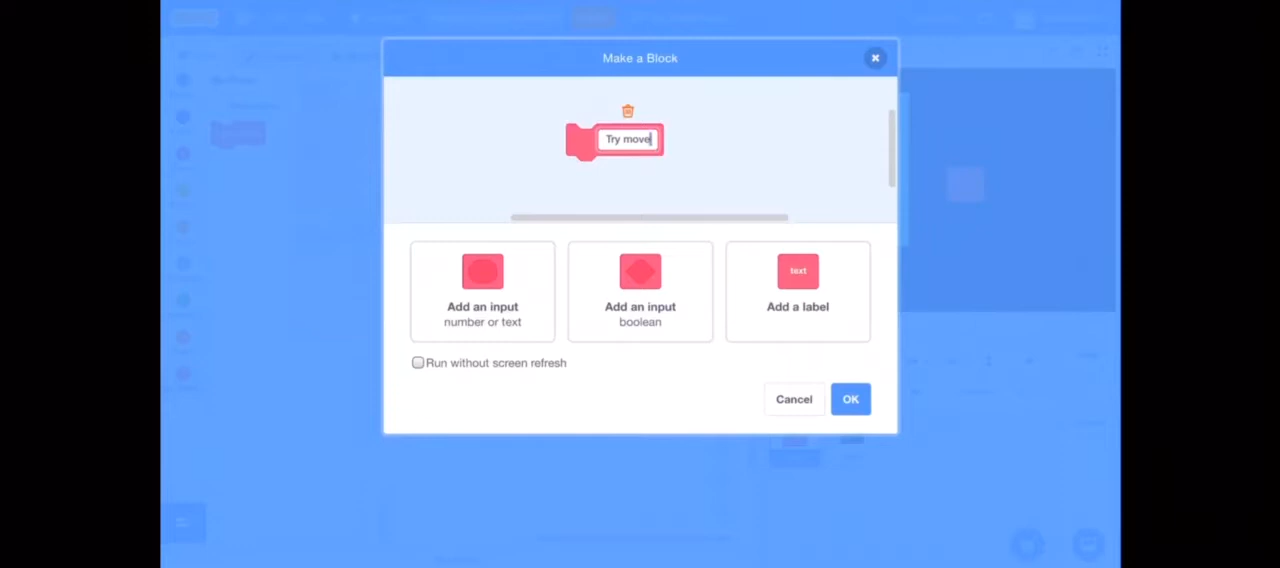 Make a Block
Try move
text
Add an input
number or text
Add an input
boolean
Add a label
Run without screen refresh
Cancel
OK